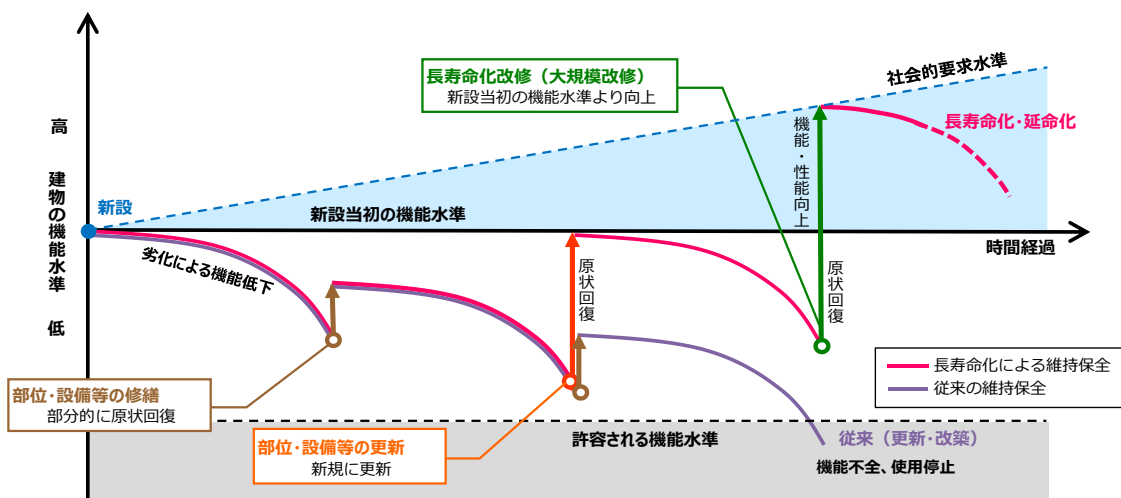 社会的要求水準
長寿命化改修（大規模改修）
新設当初の機能水準より向上
機能・性能向上
長寿命化・延命化
高
建物の機能水準
低
新設
新設当初の機能水準
時間経過
劣化による機能低下
原状回復
原状回復
長寿命化による維持保全
従来の維持保全
部位・設備等の修繕
部分的に原状回復
部位・設備等の更新
新規に更新
許容される機能水準
従来（更新・改築）
機能不全、使用停止